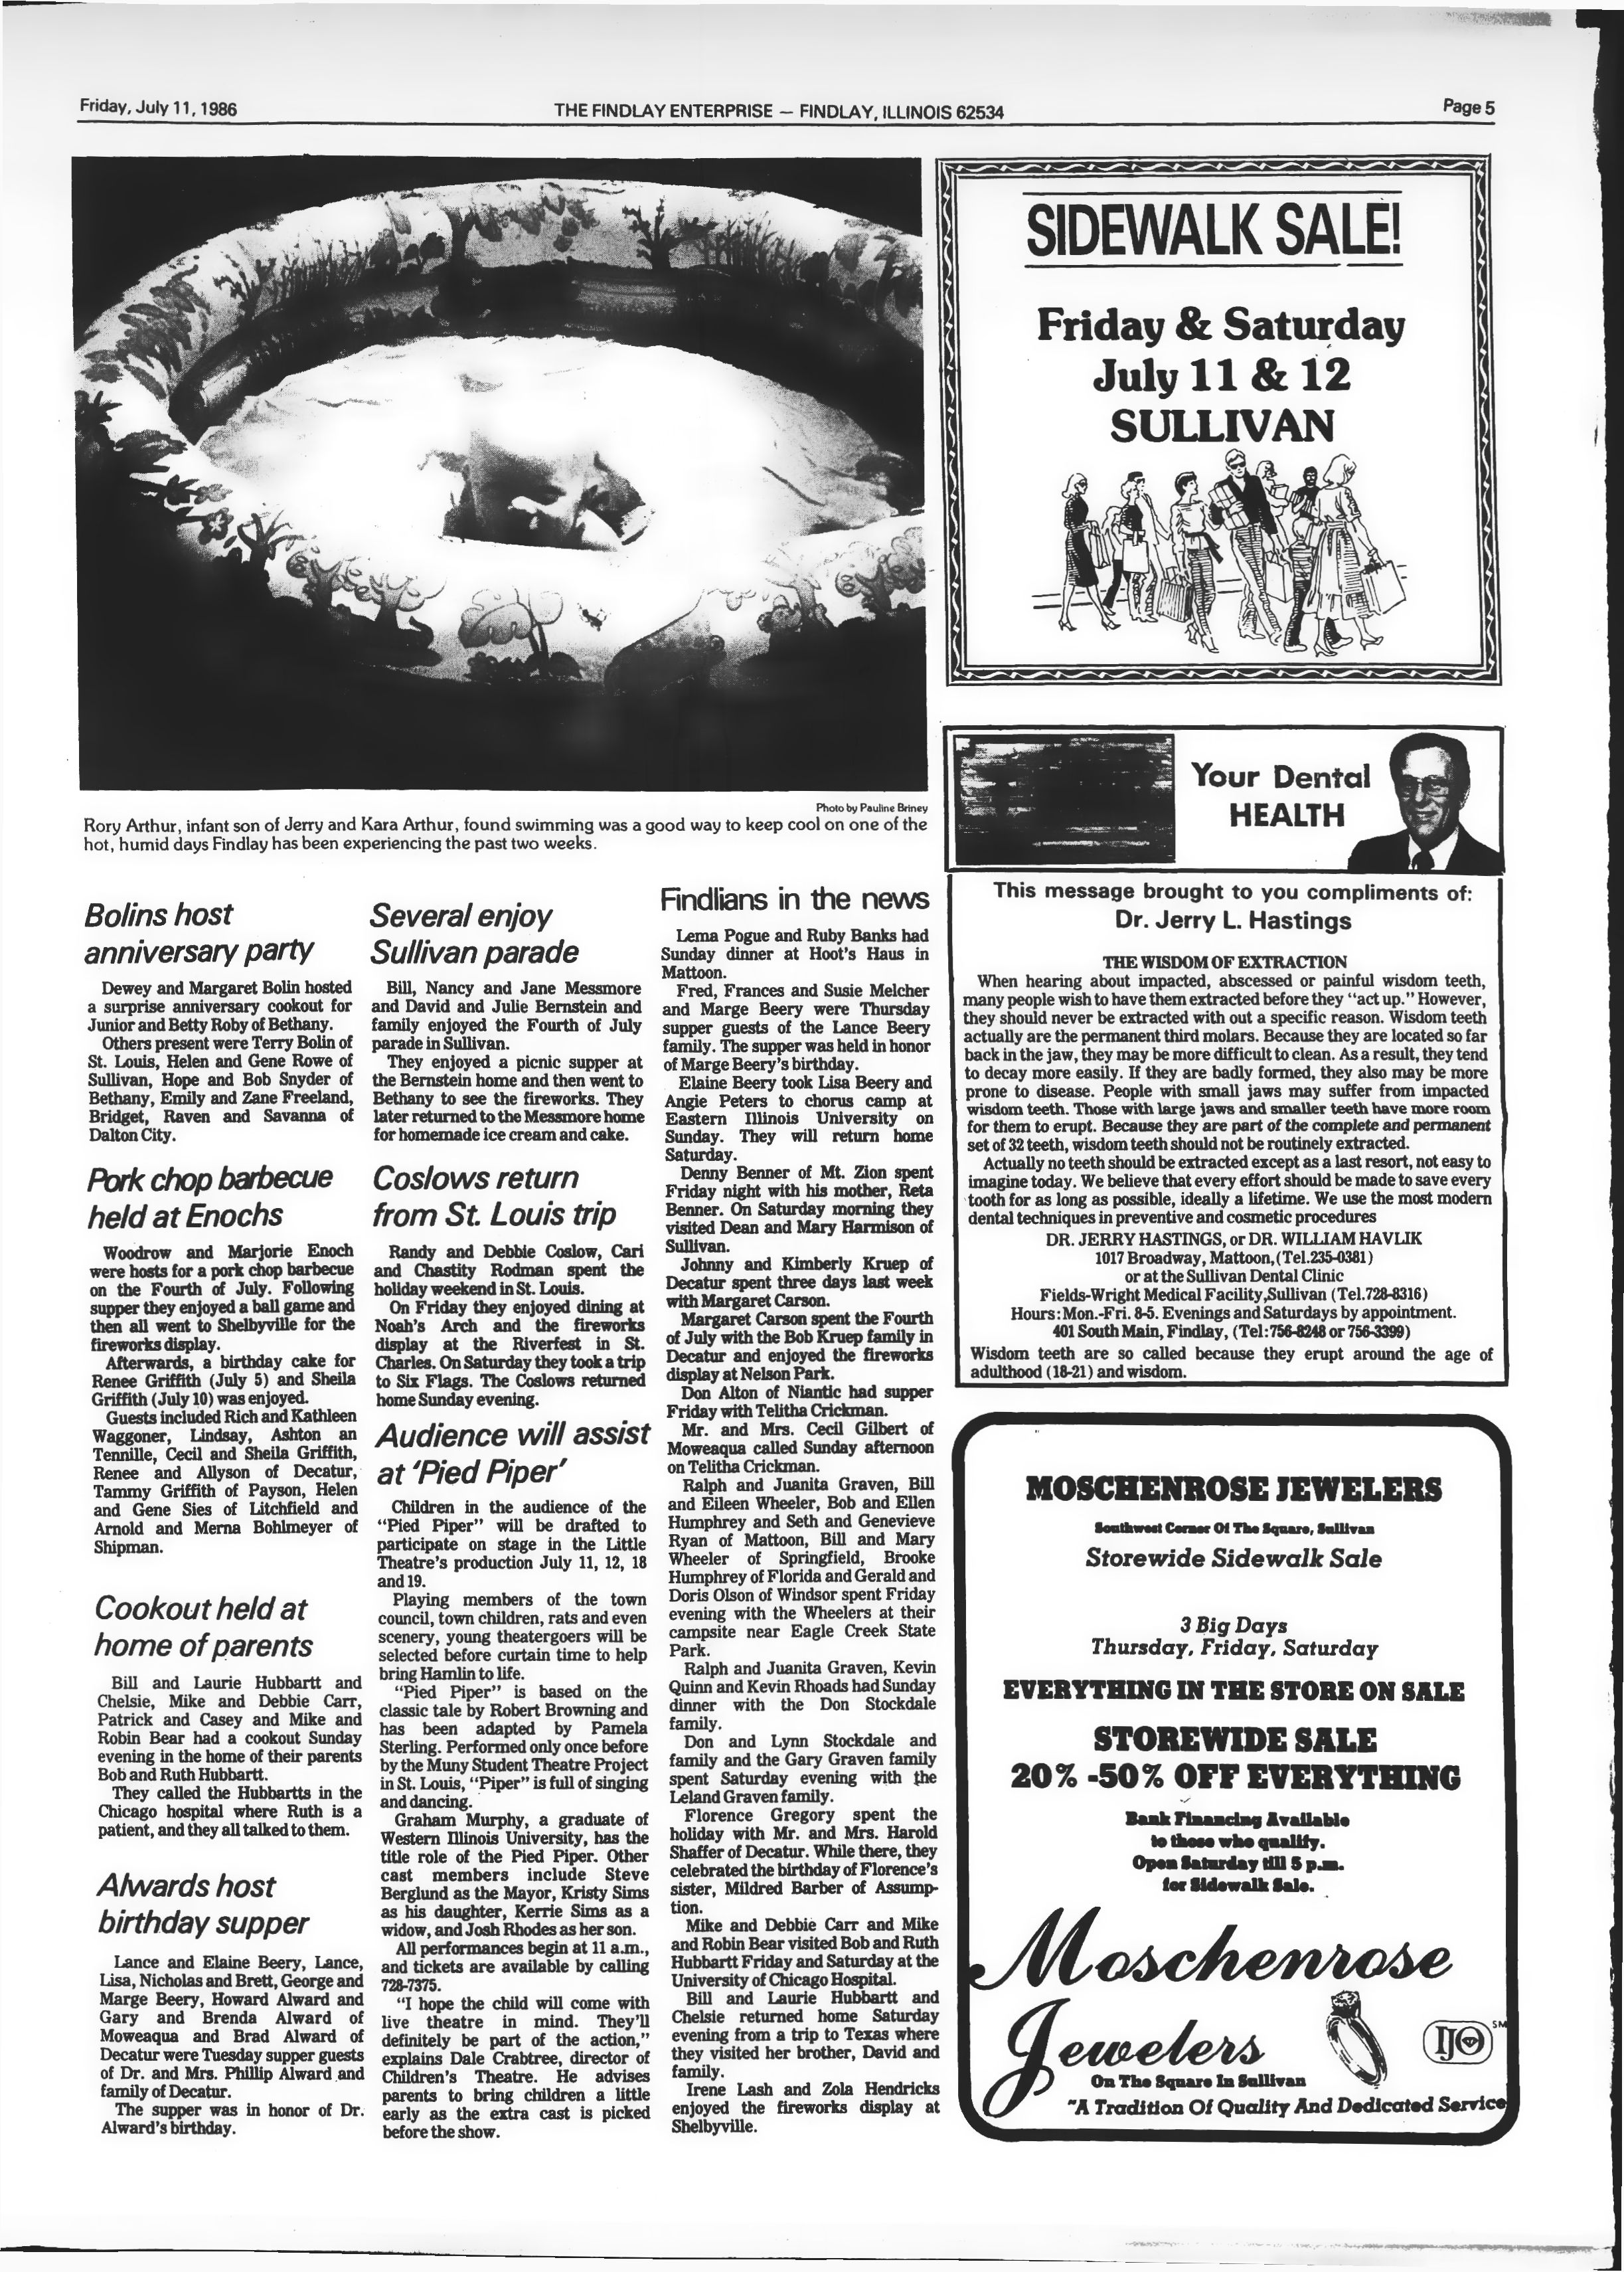 Friday, July 11, 1986
THE FINDLAY ENTERPRISE — FINDLAY, ILLINOIS 62534
Page 5
Photo by Pauline Briney
Rory Arthur, infant son of Jerry and Kara Arthur, found swimming was a good way to keep cool on one of the
hot, humid days Findlay has been experiencing the past two weeks.
Bolins host
anniversary party
Dewey and Margaret Bolin hosted
a surprise anniversary cookout for
Junior and Betty Roby of Bethany.
Others present were Terry Bolin of
St. Louis, Helen and Gene Rowe of
Sullivan, Hope and Bob Snyder of
Bethany, Emily and Zane Freeland,
Bridget, Raven and Savanna of
Dalton City.
Pork chop barbecue
held at Enochs
Woodrow and Marjorie Enoch
were hosts for a pork chop barbecue
on the Fourth of July. Following
supper they enjoyed a ball game and
then all went to Shelbyville for the
fireworks display.
Afterwards, a birthday cake for
Renee Griffith (July 5) and Sheila
Griffith (July 10) was enjoyed.
Guests included Rich and Kathleen
Waggoner, Lindsay, Ashton an
Tennille, Cecil and Sheila Griffith,
Renee and Allyson of Decatur,
Tammy Griffith of Payson, Helen
and Gene Sies of Litchfield and
Arnold and Merna Bohlmeyer of
Shipman.
Cookout held at
home of parents
Bill and Laurie Hubbartt and
Chelsie, Mike and Debbie Carr,
Patrick and Casey and Mike and
Robin Bear had a cookout Sunday
evening in the home of their parents
Bob and Ruth Hubbartt.
They called the Hubbartts in the
Chicago hospital where Ruth is a
patient, and they all talked to them.
Alwards host
birthday supper
Lance and Elaine Beery, Lance,
Lisa, Nicholas and Brett, George and
Marge Beery, Howard Alward and
Gary and Brenda Alward of
Moweaqua and Brad Alward of
Decatur were Tuesday supper guests
of Dr. and Mrs. Phillip Alward and
family of Decatur.
The supper was in honor of Dr.
Alward's birthday.
Several enjoy
Sullivan parade
Bill, Nancy and Jane Messmore
and David and Julie Bernstein and
family enjoyed the Fourth of July
parade in Sullivan.
They enjoyed a picnic supper at
the Bernstein home and then went to
Bethany to see the fireworks. They
later returned to the Messmore home
for homemade ice cream and cake.
Coslows return
from St. Louis trip
Randy and Debbie Coslow, Cari
and Chastity Rodman spent the
holiday weekend in St. Louis.
On Friday they enjoyed dining at
Noah's Arch and the fireworks
display at the Riverfest in St.
Charles. On Saturday they took a trip
to Six Flags. The Coslows returned
home Sunday evening.
Audience will assist
at 'Pied Piper'
Children in the audience of the
"Pied Piper" will be drafted to
participate on stage in the Little
Theatre's production July 11, 12, 18
and 19.
Playing members of the town
council, town children, rats and even
scenery, young theatergoers will be
selected before curtain time to help
bring Hamlin to life.
"Pied Piper" is based on the
classic tale by Robert Browning and
has been adapted by Pamela
Sterling. Performed only once before
by the Muny Student Theatre Project
in St. Louis, "Piper" is full of singing
and dancing.
Graham Murphy, a graduate of
Western Illinois University, has the
title role of the Pied Piper. Other
cast members include Steve
Berglund as the Mayor, Kristy Sims
as his daughter, Kerrie Sims as a
widow, and Josh Rhodes as her son.
All performances begin at 11 a.m.,
and tickets are available by calling
728-7375.
"I hope the child will come with
live theatre in mind. They'll
definitely be part of the action,"
explains Dale Crabtree, director of
Children's Theatre. He advises
parents to bring children a little
early as the extra cast is picked
before the show.
Findlians in the news
Lema Pogue and Ruby Banks had
Sunday dinner at Hoot's Haus in
Mattoon.
Fred, Frances and Susie Melcher
and Marge Beery were Thursday
supper guests of the Lance Beery
family. The supper was held in honor
of Marge Beery's birthday.
Elaine Beery took Lisa Beery and
Angie Peters to chorus camp at
Eastern Illinois University on
Sunday. They will return home
Saturday.
Denny Benner of Mt. Zion spent
Friday night with his mother, Reta
Benner. On Saturday morning they
visited Dean and Mary Harmison of
Sullivan.
Johnny and Kimberly Kruep of
Decatur spent three days last week
with Margaret Carson.
Margaret Carson spent the Fourth
of July with the Bob Kruep family in
Decatur and enjoyed the fireworks
display at Nelson Park.
Don Alton of Niantic had supper
Friday with Telitha Crickman.
Mr. and Mrs. Cecil Gilbert of
Moweaqua called Sunday afternoon
on Telitha Crickman.
Ralph and Juanita Graven, Bill
and Eileen Wheeler, Bob and Ellen
Humphrey and Seth and Genevieve
Ryan of Mattoon, Bill and Mary
Wheeler of Springfield, Brooke
Humphrey of Florida and Gerald and
Doris Olson of Windsor spent Friday
evening with the Wheelers at their
campsite near Eagle Creek State
Park.
Ralph and Juanita Graven, Kevin
Quinn and Kevin Rhoads had Sunday
dinner with the Don Stockdale
family.
Don and Lynn Stockdale and
family and the Gary Graven family
spent Saturday evening with the
Leland Graven family.
Florence Gregory spent the
holiday with Mr. and Mrs. Harold
Shaffer of Decatur. While there, they
celebrated the birthday of Florence's
sister, Mildred Barber of Assump-
tion.
Mike and Debbie Carr and Mike
and Robin Bear visited Bob and Ruth
Hubbartt Friday and Saturday at the
University of Chicago Hospital.
Bill and Laurie Hubbartt and
Chelsie returned home Saturday
evening from a trip to Texas where
they visited her brother, David and
family.
Irene Lash and Zola Hendricks
enjoyed the fireworks display at
Shelbyville.
SIDEWALK SALE!
Friday & Saturday
July 11 & 12
SULLIVAN
Your Dental
HEALTH
This message brought to you compliments of:
Dr. Jerry L. Hastings
THE WISDOM OF EXTRACTION
When hearing about impacted, abscessed or painful wisdom teeth,
many people wish to have them extracted before they "act up." However,
they should never be extracted with out a specific reason. Wisdom teeth
actually are the permanent third molars. Because they are located so far
back in the jaw, they may be more difficult to clean. As a result, they tend
to decay more easily. If they are badly formed, they also may be more
prone to disease. People with small jaws may suffer from impacted
wisdom teeth. Those with large jaws and smaller teeth have more room
for them to erupt. Because they are part of the complete and permanent
set of 32 teeth, wisdom teeth should not be routinely extracted.
Actually no teeth should be extracted except as a last resort, not easy to
imagine today. We believe that every effort should be made to save every
tooth for as long as possible, ideally a lifetime. We use the most modern
dental techniques in preventive and cosmetic procedures
DR. JERRY HASTINGS, or DR. WILLIAM HAVLIK
1017 Broadway, Mattoon, (Tel.235-0381)
or at the Sullivan Dental Clinic
Fields-Wright Medical Facility,Sullivan (Tel.728-8316)
Hours: Mon.-Fri. 8-5. Evenings and Saturdays by appointment.
401 South Main, Findlay, (Tel:756-8248 or 756-3399)
Wisdom teeth are so called because they erupt around the age of
adulthood (18-21) and wisdom.
MOSCHENROSE JEWELERS
Southwest Corner Of The Square, Sullivan
Storewide Sidewalk Sale
3 Big Days
Thursday, Friday, Saturday
EVERYTHING IN THE STORE ON SALE
STOREWIDE SALE
20% -50% OFF EVERYTHING
Bank Financing Available
to those who qualify.
Open Saturday till 5 p.m.
for Sidewalk Sale.
Moschenrose
Jewelers
IJO SM
On The Square In Sullivan
"A Tradition Of Quality And Dedicated Service